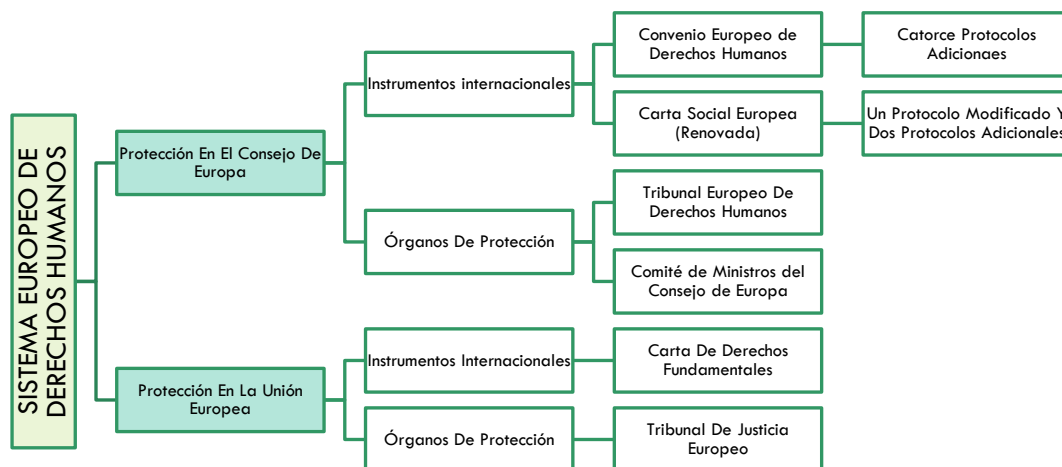 SISTEMA EUROPEO DE
DERECHOS HUMANOS
Protección En El Consejo De
Europa
Instrumentos internacionales
Convenio Europeo de
Derechos Humanos
Catorce Protocolos
Adicionaes
Carta Social Europea
(Renovada)
Un Protocolo Modificado Y
Dos Protocolos Adicionales
Órganos De Protección
Tribunal Europeo De
Derechos Humanos
Comité de Ministros del
Consejo de Europa
Protección En La Unión
Europea
Instrumentos Internacionales
Carta De Derechos
Fundamentales
Órganos De Protección
Tribunal De Justicia
Europeo